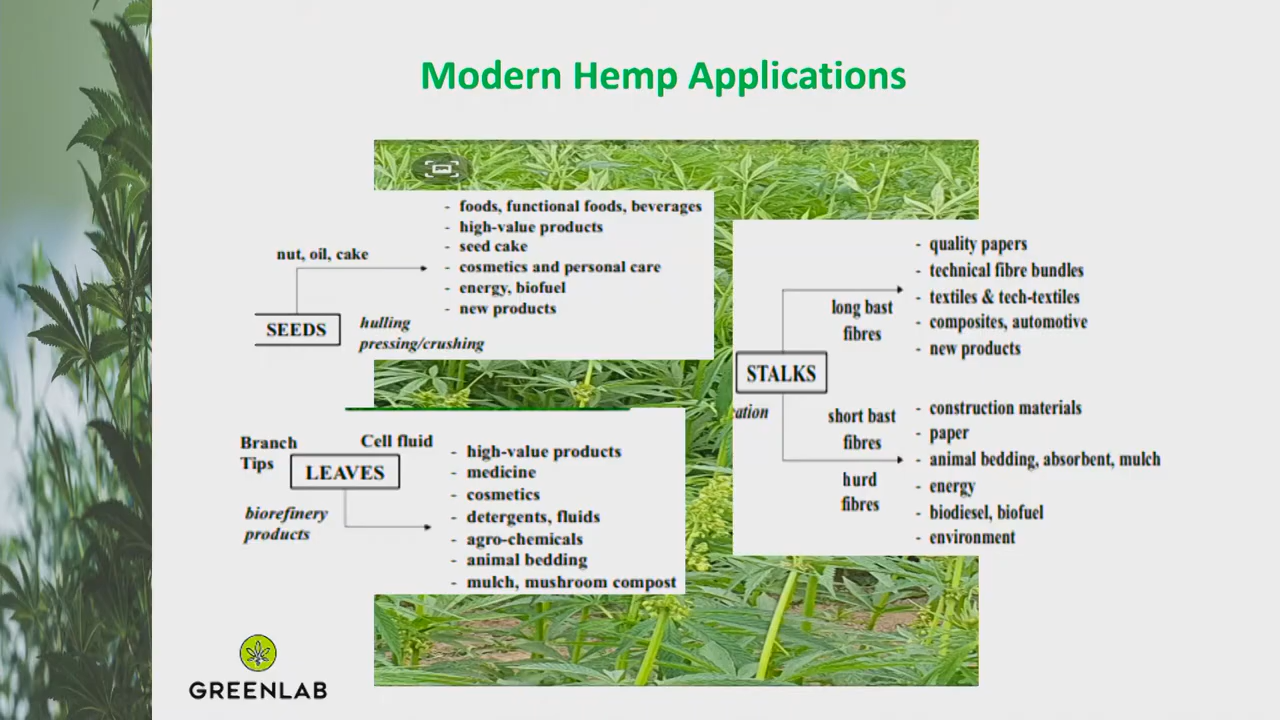 Modern Hemp Applications
nut, oil, cake
SEEDS
hulling
pressing/crushing
- foods, functional foods, beverages
- high-value products
- seed cake
- cosmetics and personal care
- energy, biofuel
- new products
Branch
Tips
Cell fluid
LEAVES
biorefinery
products
- high-value products
- medicine
- cosmetics
- detergents, fluids
- agro-chemicals
- animal bedding
- mulch, mushroom compost
STALKS
long bast
fibres
- quality papers
- technical fibre bundles
- textiles & tech-textiles
- composites, automotive
- new products
short bast
fibres
hurd
fibres
- construction materials
- paper
- animal bedding, absorbent, mulch
- energy
- biodiesel, biofuel
- environment
GREENLAB